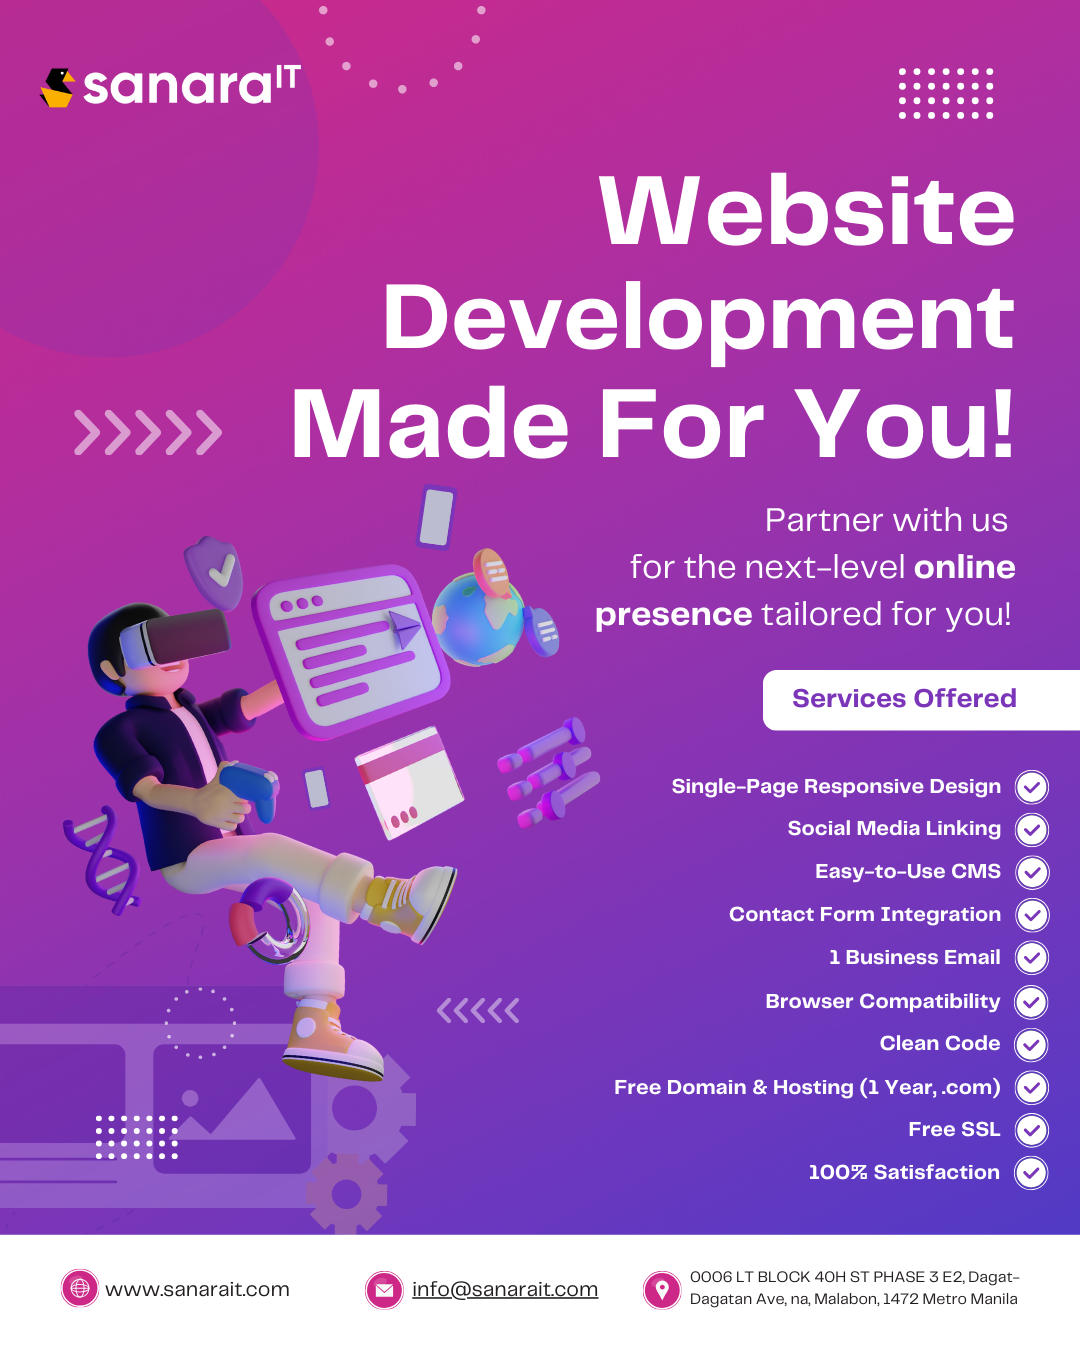 sanaraIT
Website
Development
Made For You!
Partner with us
for the next-level online
presence tailored for you!
Services Offered
Single-Page Responsive Design
Social Media Linking
Easy-to-Use CMS
Contact Form Integration
1 Business Email
Browser Compatibility
Clean Code
Free Domain & Hosting (1 Year, .com)
Free SSL
100% Satisfaction
www.sanarait.com
info@sanarait.com
0006 LT BLOCK 40H ST PHASE 3 E2, Dagat-
Dagatan Ave, na, Malabon, 1472 Metro Manila